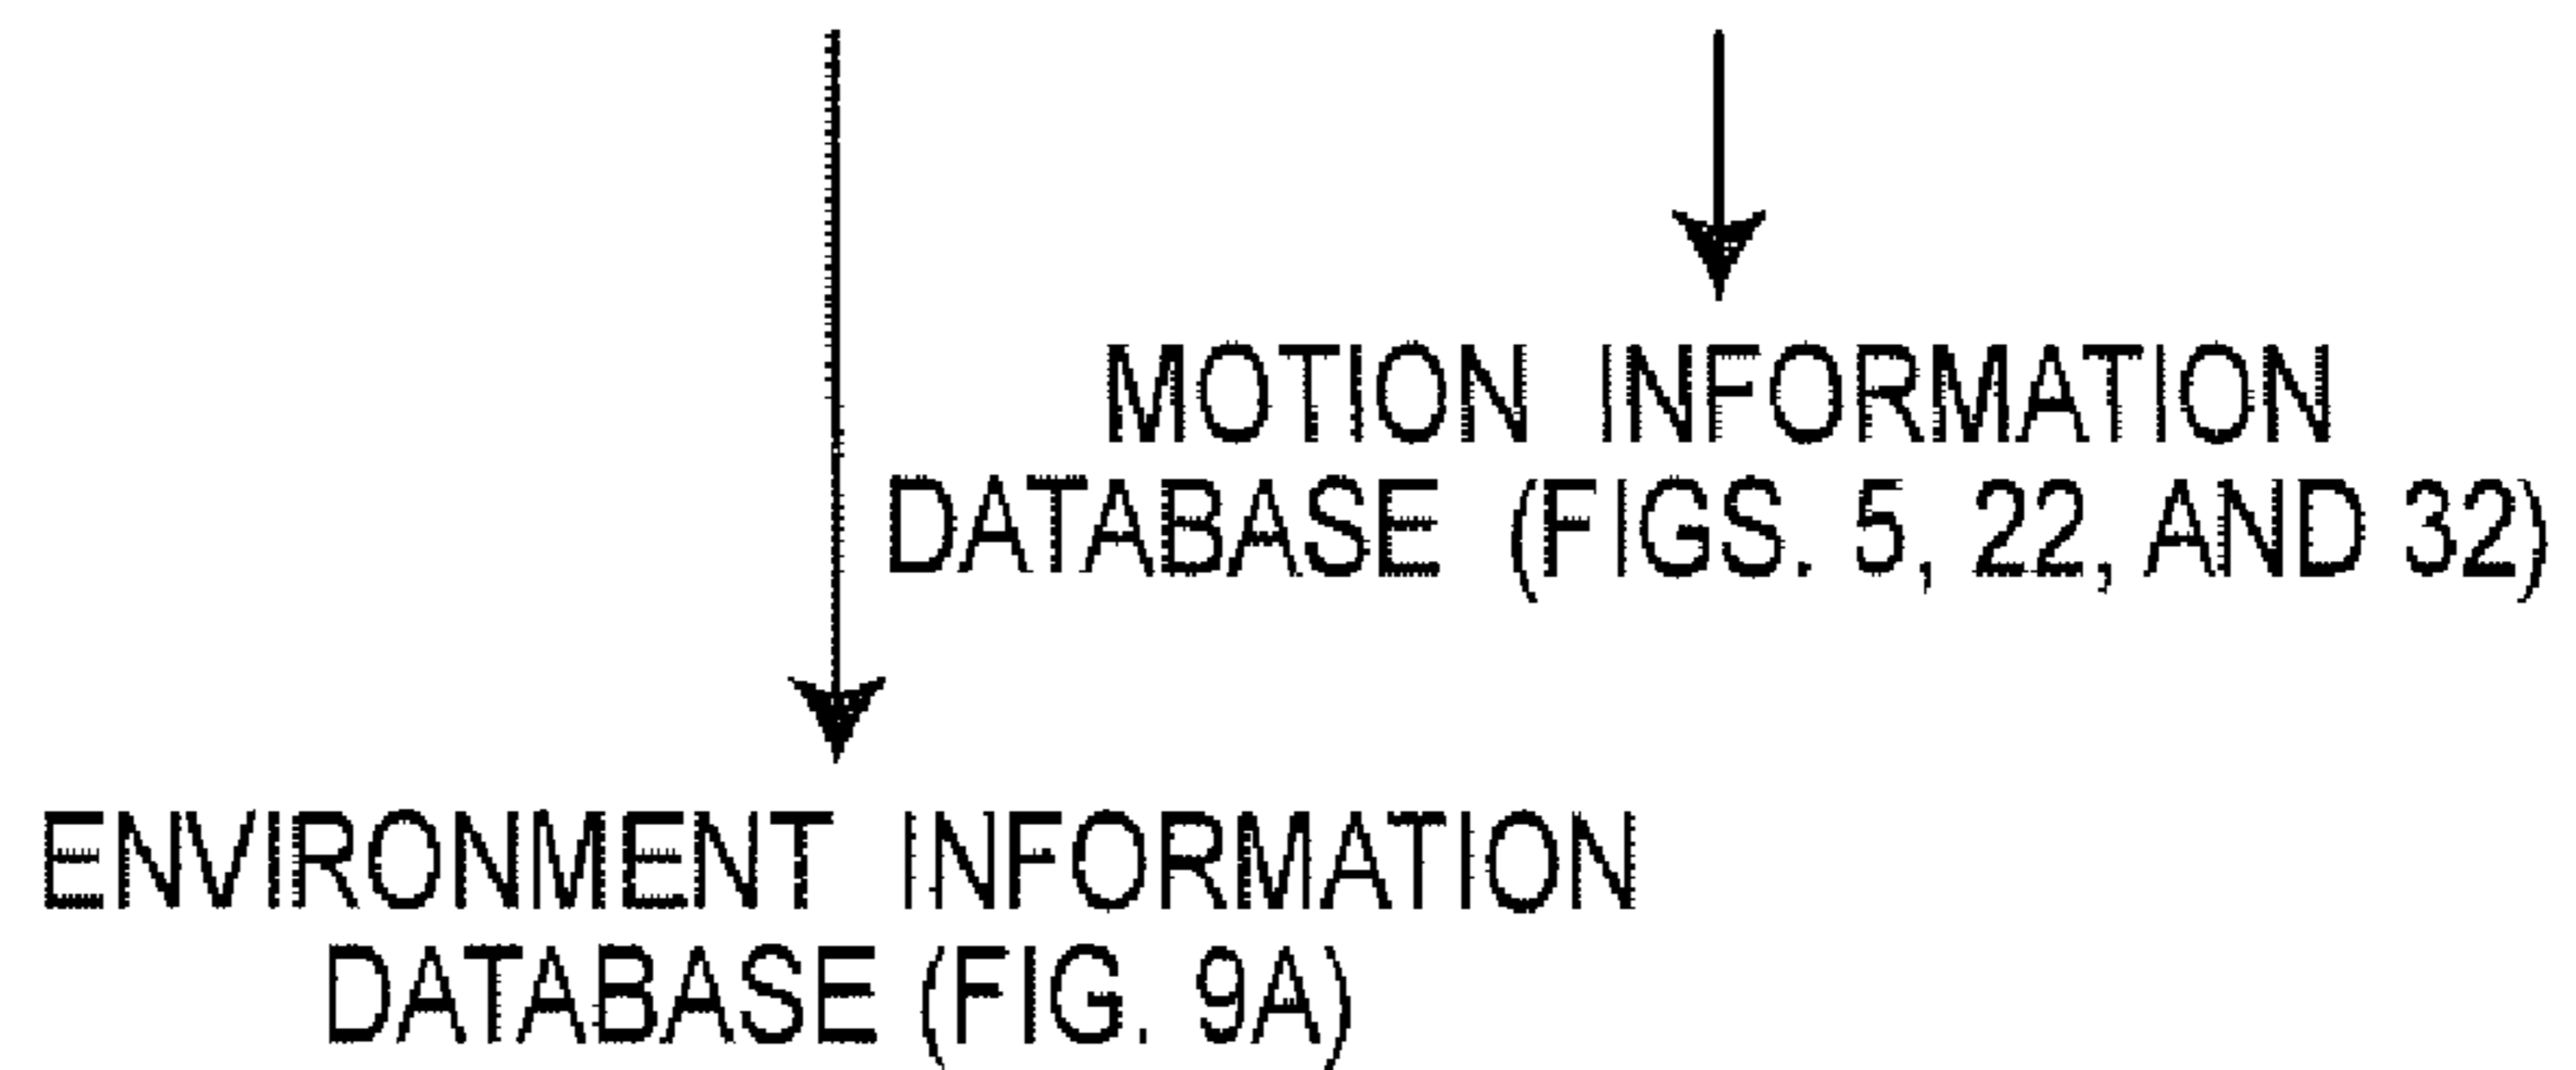 MOTION INFORMATION
DATABASE (FIGS. 5, 22, AND 32)
ENVIRONMENT INFORMATION
DATABASE (FIG. 9A)